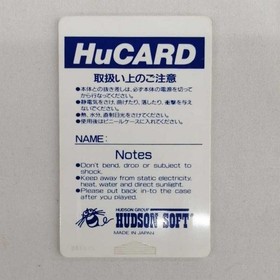 HuCARD
取扱い上のご注意
●本体との抜き差しは、必ず本体の電源を切って
から行なってください。
●静電気をさけ、曲げたり、濡したり、衝撃を与え
ないでください。
●熱、水分、直射日光をさけてください。
●使用後はビニールケースに入れてください。
NAME:
Notes
●Don't bend, drop or subject to
shock.
●Keep away from static electricity,
heat, water and direct sunlight.
●Please put back in-to the case
after you played.
HUDSON GROUP
HUDSON SOFT
MADE IN JAPAN